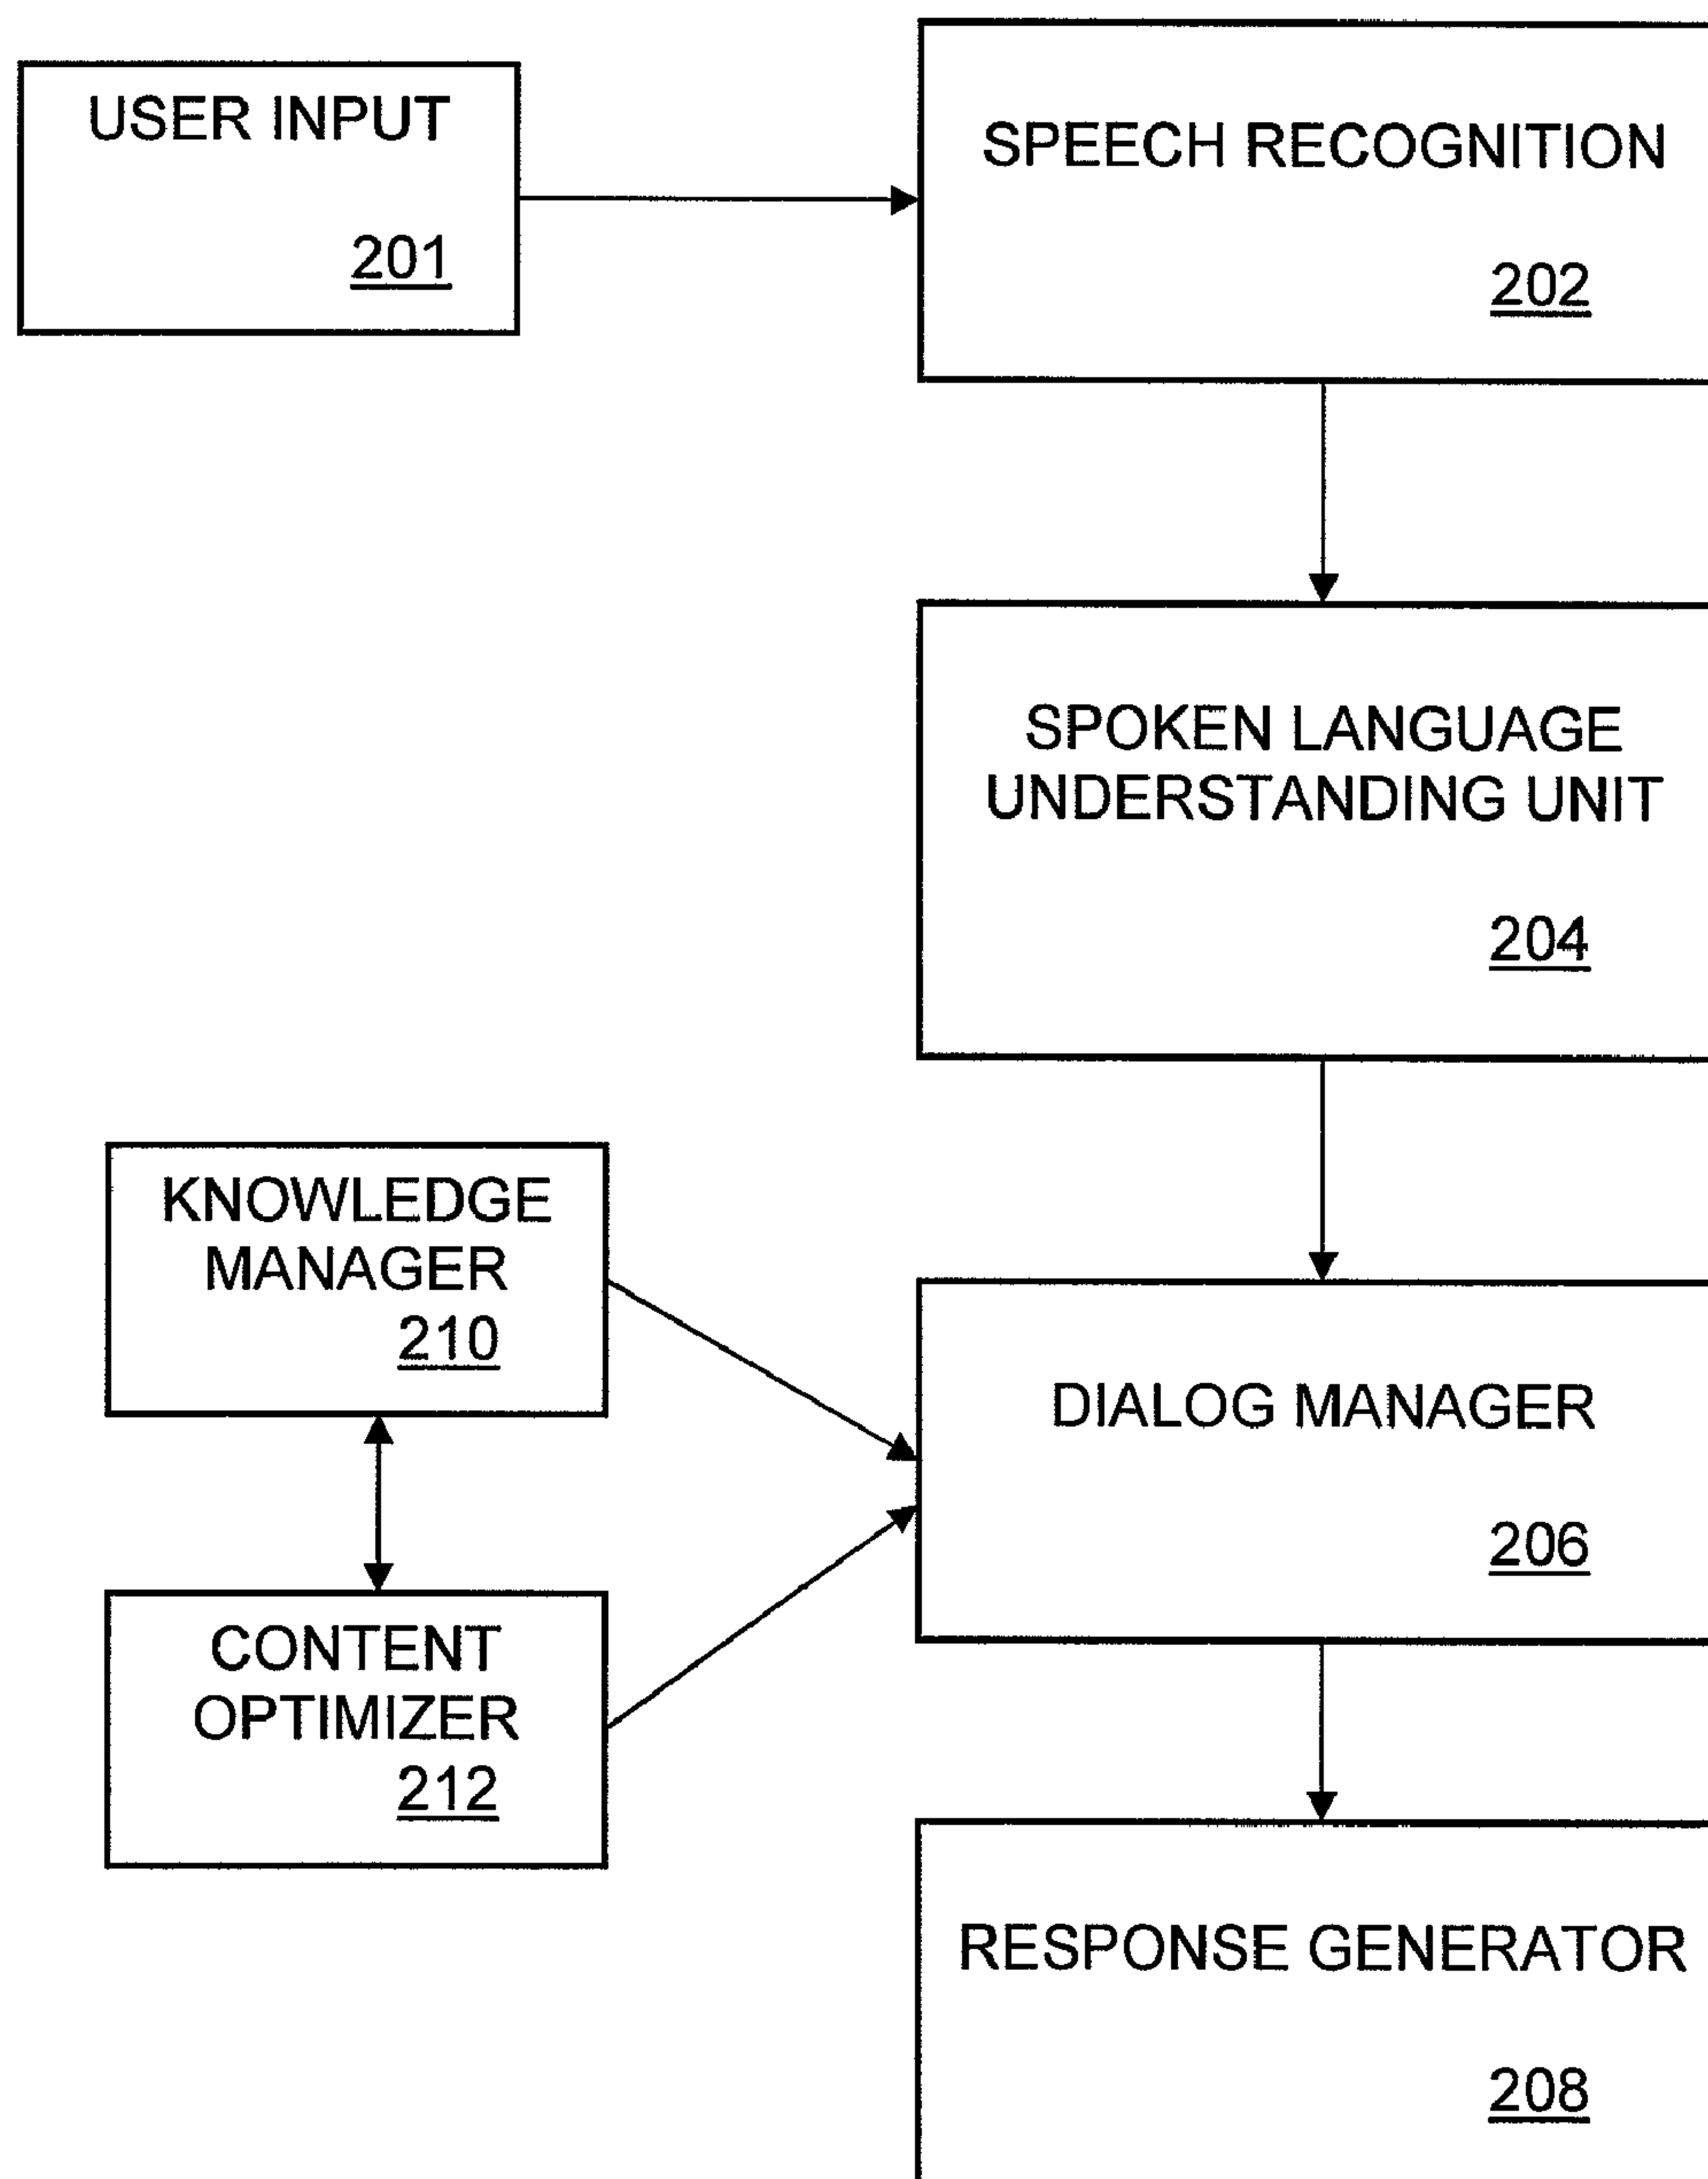 USER INPUT
201
SPEECH RECOGNITION
202
SPOKEN LANGUAGE
UNDERSTANDING UNIT
204
KNOWLEDGE
MANAGER
210
DIALOG MANAGER
206
CONTENT
OPTIMIZER
212
RESPONSE GENERATOR
208